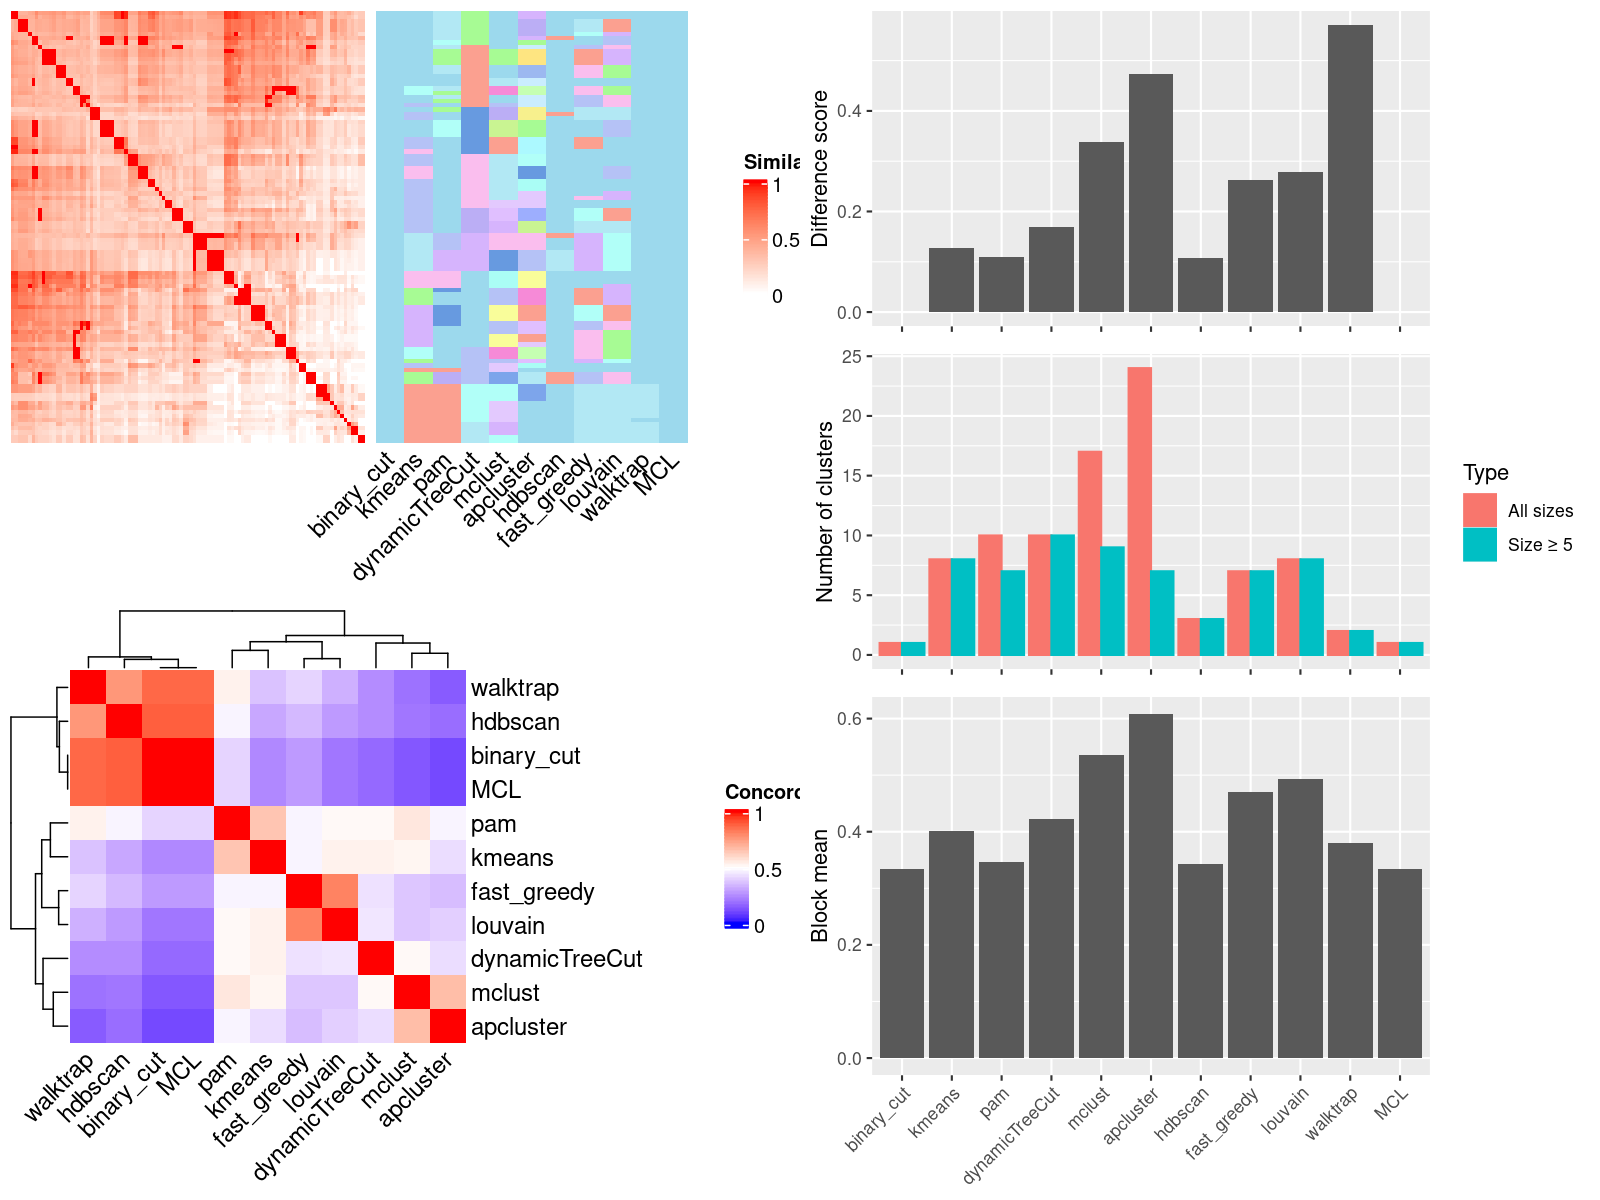 Simila
1
0.5
0
binary_cut
kmeans
pam
dynamicTreeCut
mclust
apcluster
hdbscan
fast_greedy
louvain
walktrap
MCL
Concord
1
0.5
0
walktrap
hdbscan
binary_cut
MCL
pam
kmeans
fast_greedy
louvain
dynamicTreeCut
mclust
apcluster
walktrap
hdbscan
binary_cut
MCL
pam
kmeans
fast_greedy
louvain
dynamicTreeCut
mclust
apcluster
Difference score
0.4
0.2
0.0
Number of clusters
25
20
15
10
5
0
Type
All sizes
Size ≥ 5
Block mean
0.6
0.4
0.2
0.0
binary_cut
kmeans
pam
dynamicTreeCut
mclust
apcluster
hdbscan
fast_greedy
louvain
walktrap
MCL